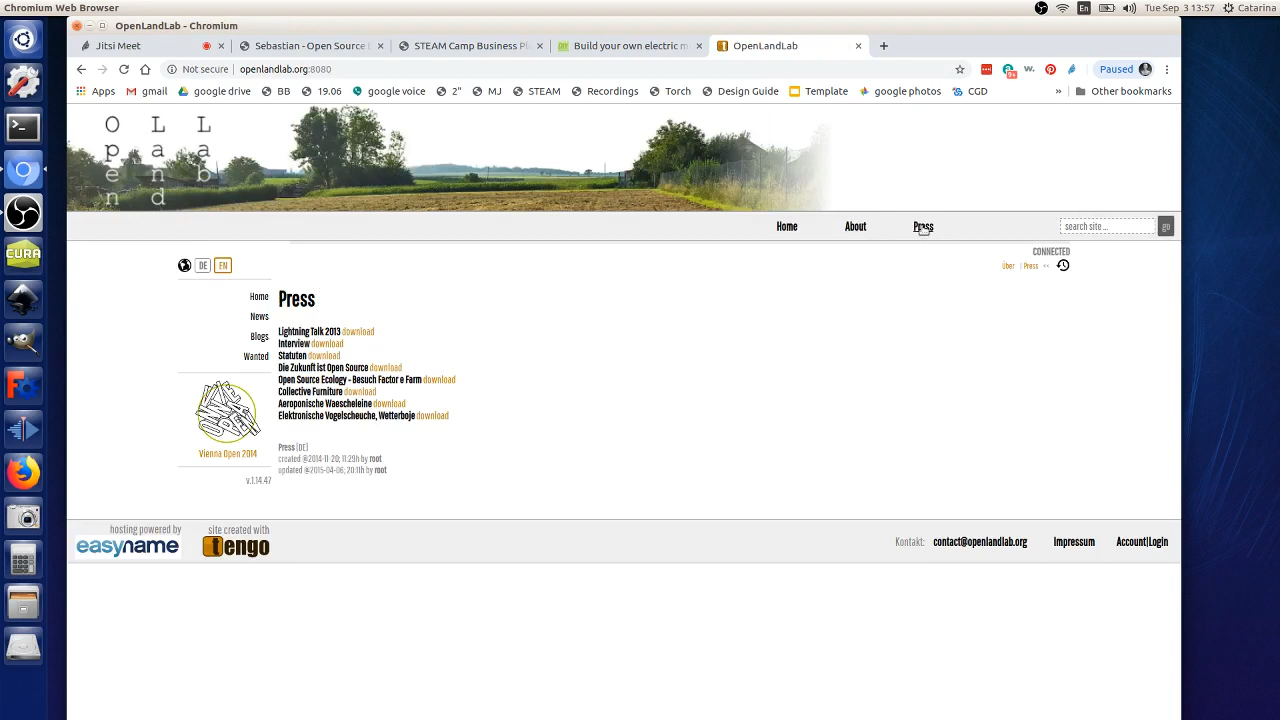 Chromium Web Browser
En
Tue Sep 3 13:57
Catarina
OpenLandLab - Chromium
Jitsi Meet
Sebastian - Open Source E
STEAM Camp Business Pl
Build your own electric m
OpenLandLab
Not secure
openlandlab.org:8080
9+
Paused
Apps
gmail
google drive
BB
19.06
google voice
2"
MJ
STEAM
Recordings
Torch
Design Guide
Template
google photos
CGD
»
Other bookmarks
Open
Land
Lab
Home
About
Press
search site ...
go
CONNECTED
DE
EN
Über | Press <<
Home
News
Blogs
Wanted
Vienna Open 2014
v.1.14.47
Press
Lightning Talk 2013 download
Interview download
Statuten download
Die Zukunft ist Open Source download
Open Source Ecology - Besuch Factor e Farm download
Collective Furniture download
Aeroponische Waescheleine download
Elektronische Vogelscheuche, Wetterboje download
Press [DE]
created @2014-11-20; 11:29h by root
updated @2015-04-06; 20:11h by root
hosting powered by
easyname
site created with
tengo
Kontakt: contact@openlandlab.org
Impressum
Account|Login
CURA